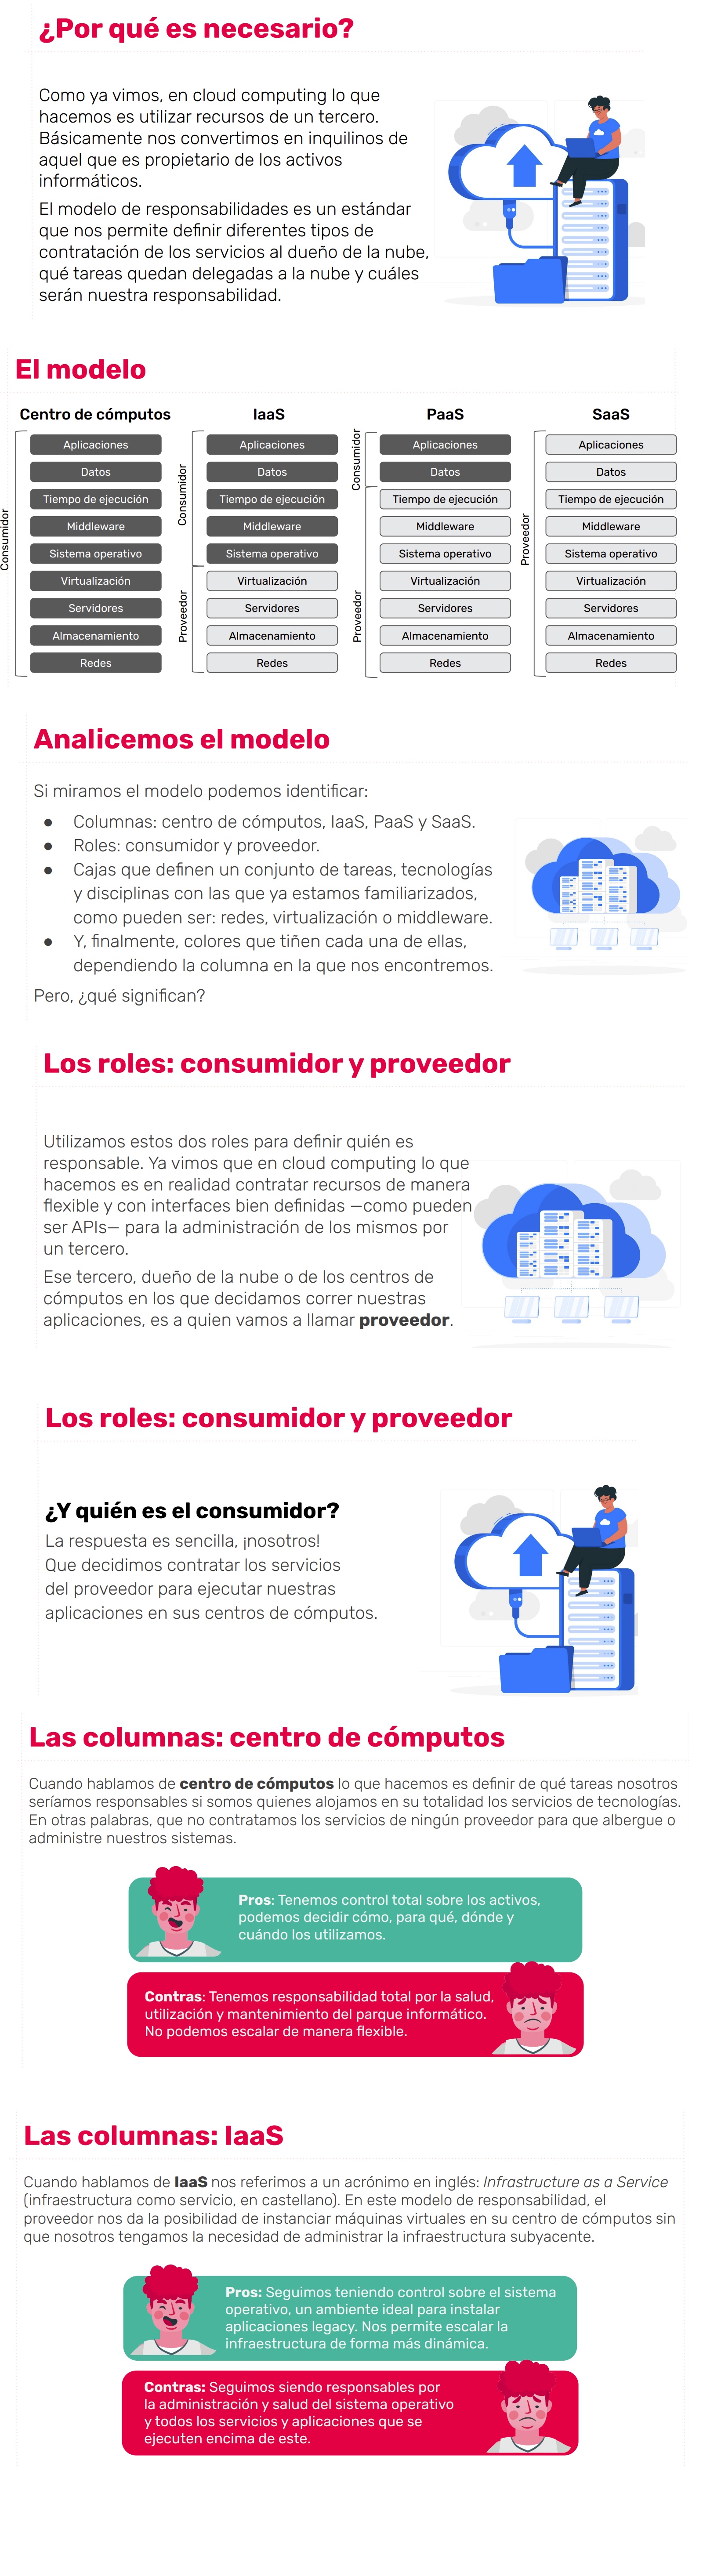 ¿Por qué es necesario?
Como ya vimos, en cloud computing lo que
hacemos es utilizar recursos de un tercero.
Básicamente nos convertimos en inquilinos de
aquel que es propietario de los activos
informáticos.
El modelo de responsabilidades es un estándar
que nos permite definir diferentes tipos de
contratación de los servicios al dueño de la nube,
qué tareas quedan delegadas a la nube y cuáles
serán nuestra responsabilidad.
El modelo
Centro de cómputos
Consumidor
Aplicaciones
Datos
Tiempo de ejecución
Middleware
Sistema operativo
Virtualización
Servidores
Almacenamiento
Redes
IaaS
Consumidor
Aplicaciones
Datos
Tiempo de ejecución
Middleware
Sistema operativo
Proveedor
Virtualización
Servidores
Almacenamiento
Redes
PaaS
Consumidor
Aplicaciones
Datos
Proveedor
Tiempo de ejecución
Middleware
Sistema operativo
Virtualización
Servidores
Almacenamiento
Redes
SaaS
Proveedor
Aplicaciones
Datos
Tiempo de ejecución
Middleware
Sistema operativo
Virtualización
Servidores
Almacenamiento
Redes
Analicemos el modelo
Si miramos el modelo podemos identificar:
● Columnas: centro de cómputos, IaaS, PaaS y SaaS.
● Roles: consumidor y proveedor.
● Cajas que definen un conjunto de tareas, tecnologías
y disciplinas con las que ya estamos familiarizados,
como pueden ser: redes, virtualización o middleware.
● Y, finalmente, colores que tiñen cada una de ellas,
dependiendo la columna en la que nos encontremos.
Pero, ¿qué significan?
Los roles: consumidor y proveedor
Utilizamos estos dos roles para definir quién es
responsable. Ya vimos que en cloud computing lo que
hacemos es en realidad contratar recursos de manera
flexible y con interfaces bien definidas —como pueden
ser APIs— para la administración de los mismos por
un tercero.
Ese tercero, dueño de la nube o de los centros de
cómputos en los que decidamos correr nuestras
aplicaciones, es a quien vamos a llamar proveedor.
Los roles: consumidor y proveedor
¿Y quién es el consumidor?
La respuesta es sencilla, ¡nosotros!
Que decidimos contratar los servicios
del proveedor para ejecutar nuestras
aplicaciones en sus centros de cómputos.
Las columnas: centro de cómputos
Cuando hablamos de centro de cómputos lo que hacemos es definir de qué tareas nosotros
seríamos responsables si somos quienes alojamos en su totalidad los servicios de tecnologías.
En otras palabras, que no contratamos los servicios de ningún proveedor para que albergue o
administre nuestros sistemas.
Pros: Tenemos control total sobre los activos,
podemos decidir cómo, para qué, dónde y
cuándo los utilizamos.
Contras: Tenemos responsabilidad total por la salud,
utilización y mantenimiento del parque informático.
No podemos escalar de manera flexible.
Las columnas: IaaS
Cuando hablamos de IaaS nos referimos a un acrónimo en inglés: Infrastructure as a Service
(infraestructura como servicio, en castellano). En este modelo de responsabilidad, el
proveedor nos da la posibilidad de instanciar máquinas virtuales en su centro de cómputos sin
que nosotros tengamos la necesidad de administrar la infraestructura subyacente.
Pros: Seguimos teniendo control sobre el sistema
operativo, un ambiente ideal para instalar
aplicaciones legacy. Nos permite escalar la
infraestructura de forma más dinámica.
Contras: Seguimos siendo responsables por
la administración y salud del sistema operativo
y todos los servicios y aplicaciones que se
ejecuten encima de este.